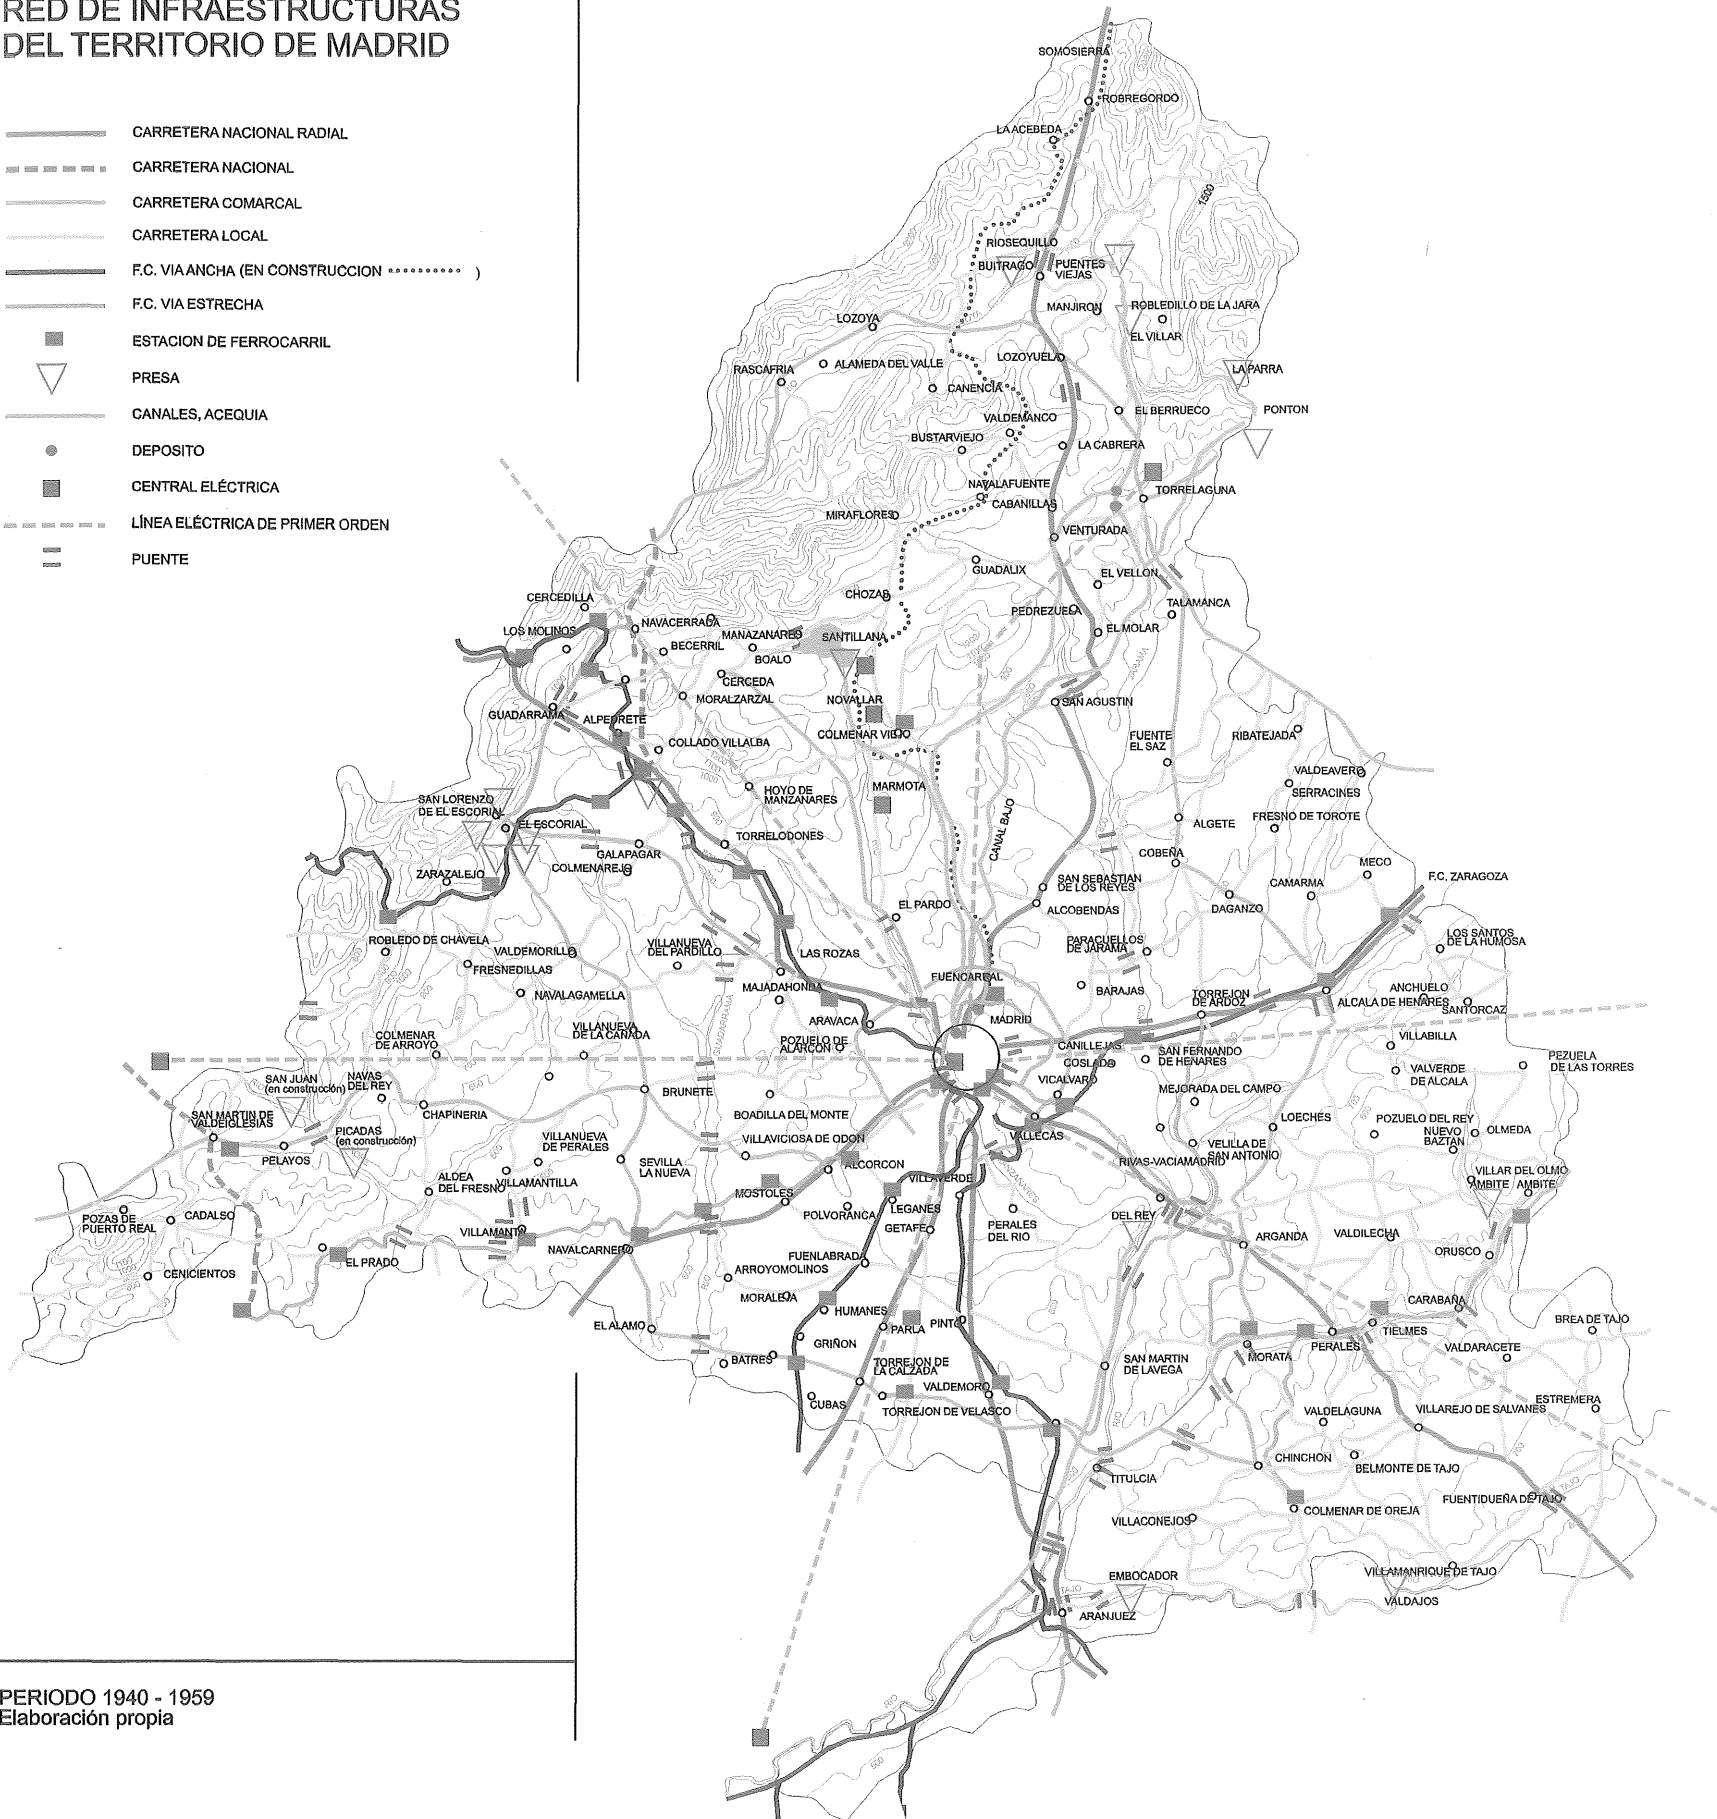 RED DE INFRAESTRUCTURAS
DEL TERRITORIO DE MADRID
CARRETERA NACIONAL RADIAL
CARRETERA NACIONAL
CARRETERA COMARCAL
CARRETERA LOCAL
F.C. VIA ANCHA (EN CONSTRUCCION )
F.C. VIA ESTRECHA
ESTACION DE FERROCARRIL
PRESA
CANALES, ACEQUIA
DEPOSITO
CENTRAL ELÉCTRICA
LÍNEA ELÉCTRICA DE PRIMER ORDEN
PUENTE
SOMOSIERRA
ROBREGORDO
LA ACEBEDA
1500
RIOSEQUILLO
BUITRAGO
PUENTES
VIEJAS
MANJIRON
ROBLEDILLO DE LA JARA
EL VILLAR
LOZOYA
LOZOYUELA
RASCAFRIA
ALAMEDA DEL VALLE
CANENCIA
LA PARRA
VALDEMANCO
EL BERRUECO
PONTON
BUSTARVIEJO
LA CABRERA
NAVALAFUENTE
CABANILLAS
TORRELAGUNA
MIRAFLORES
VENTURADA
GUADALIX
EL VELLON
CHOZAS
PEDREZUELA
TALAMANCA
EL MOLAR
CERCEDILLA
LOS MOLINOS
NAVACERRADA
MANAZANARES
SANTILLANA
BECERRIL
BOALO
CERCEDA
MORALZARZAL
NOVALLAR
SAN AGUSTIN
GUADARRAMA
ALPEDRETE
COLMENAR VIEJO
COLLADO VILLALBA
FUENTE
EL SAZ
RIBATEJADA
VALDEAVERO
SERRACINES
HOYO DE
MANZANARES
MARMOTA
SAN LORENZO
DE EL ESCORIAL
EL ESCORIAL
TORRELODONES
CANAL BAJO
ALGETE
FRESNO DE TOROTE
GALAPAGAR
COLMENAREJO
COBEÑA
MECO
ZARAZALEJO
SAN SEBASTIAN
DE LOS REYES
CAMARMA
F.C. ZARAGOZA
EL PARDO
ALCOBENDAS
DAGANZO
ROBLEDO DE CHAVELA
VALDEMORILLO
VILLANUEVA
DEL PARDILLO
LAS ROZAS
PARACUELLOS
DE JARAMA
LOS SANTOS
DE LA HUMOSA
FRESNEDILLAS
FUENCARRAL
NAVALAGAMELLA
MAJADAHONDA
BARAJAS
TORREJON
DE ARDOZ
ANCHUELO
ALCALA DE HENARES
SANTORCAZ
ARAVACA
MADRID
COLMENAR
DE ARROYO
VILLANUEVA
DE LA CAÑADA
POZUELO DE
ALARCON
CANILLEJAS
COSLADA
SAN FERNANDO
DE HENARES
VILLABILLA
PEZUELA
DE LAS TORRES
VALVERDE
DE ALCALA
SAN JUAN
(en construcción)
NAVAS
DEL REY
BRUNETE
VICALVARO
MEJORADA DEL CAMPO
CHAPINERIA
BOADILLA DEL MONTE
LOECHES
POZUELO DEL REY
NUEVO
BAZTAN
OLMEDA
SAN MARTIN DE
VALDEIGLESIAS
PICADAS
(en construcción)
PELAYOS
VILLANUEVA
DE PERALES
VILLAVICIOSA DE ODON
VALLECAS
VELILLA DE
SAN ANTONIO
RIVAS-VACIAMADRID
SEVILLA
LA NUEVA
ALCORCON
VILLAVERDE
ALDEA
DEL FRESNO
VILLAMANTILLA
MOSTOLES
VILLAR DEL OLMO
AMBITE
AMBITE
POZAS DE
PUERTO REAL
CADALSO
POLVORANCA
LEGANES
GETAFE
PERALES
DEL RIO
DEL REY
VILLAMANTA
NAVALCARNERO
ARGANDA
VALDILECHA
ORUSCO
EL PRADO
FUENLABRADA
CENICIENTOS
ARROYOMOLINOS
MORALEJA
HUMANES
CARABAÑA
EL ALAMO
PARLA
PINTO
TIELMES
BREA DE TAJO
GRIÑON
MORATA
PERALES
VALDARACETE
BATRES
TORREJON DE
LA CALZADA
SAN MARTIN
DE LAVEGA
VALDEMORO
CUBAS
TORREJON DE VELASCO
VALDELAGUNA
VILLAREJO DE SALVANES
ESTREMERA
CHINCHON
BELMONTE DE TAJO
TITULCIA
COLMENAR DE OREJA
FUENTIDUEÑA DE TAJO
VILLACONEJOS
EMBOCADOR
VILLAMANRIQUE DE TAJO
VALDAJOS
ARANJUEZ
PERIODO 1940 - 1959
Elaboración propia